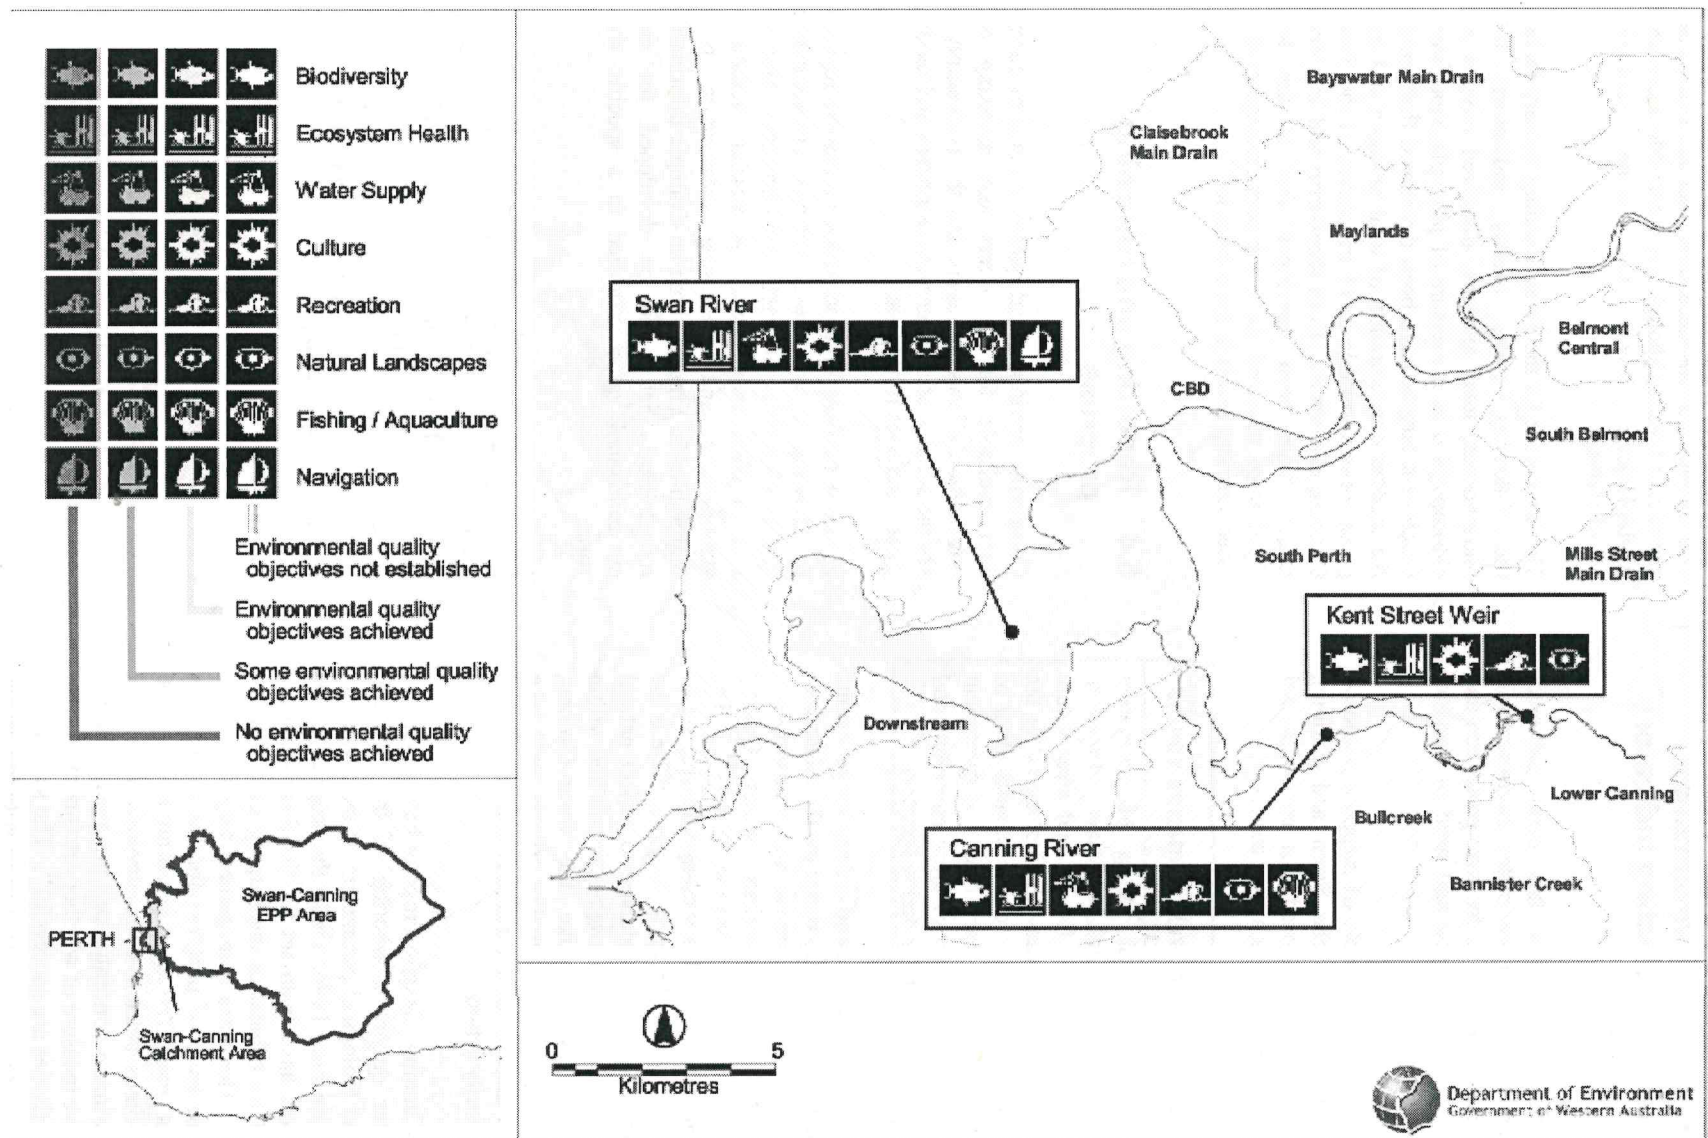 Biodiversity
Ecosystem Health
Water Supply
Culture
Recreation
Natural Landscapes
Fishing / Aquaculture
Navigation
Environmental quality
objectives not established
Environmental quality
objectives achieved
Some environmental quality
objectives achieved
No environmental quality
objectives achieved
Bayswater Main Drain
Claisebrook
Main Drain
Maylands
Swan River
Belmont
Central
CBD
South Belmont
South Perth
Mills Street
Main Drain
Kent Street Weir
Downstream
Lower Canning
Bullcreek
Canning River
Bannister Creek
Swan-Canning
EPP Area
PERTH
Swan-Canning
Catchment Area
0 5
Kilometres
Department of Environment
Government of Western Australia